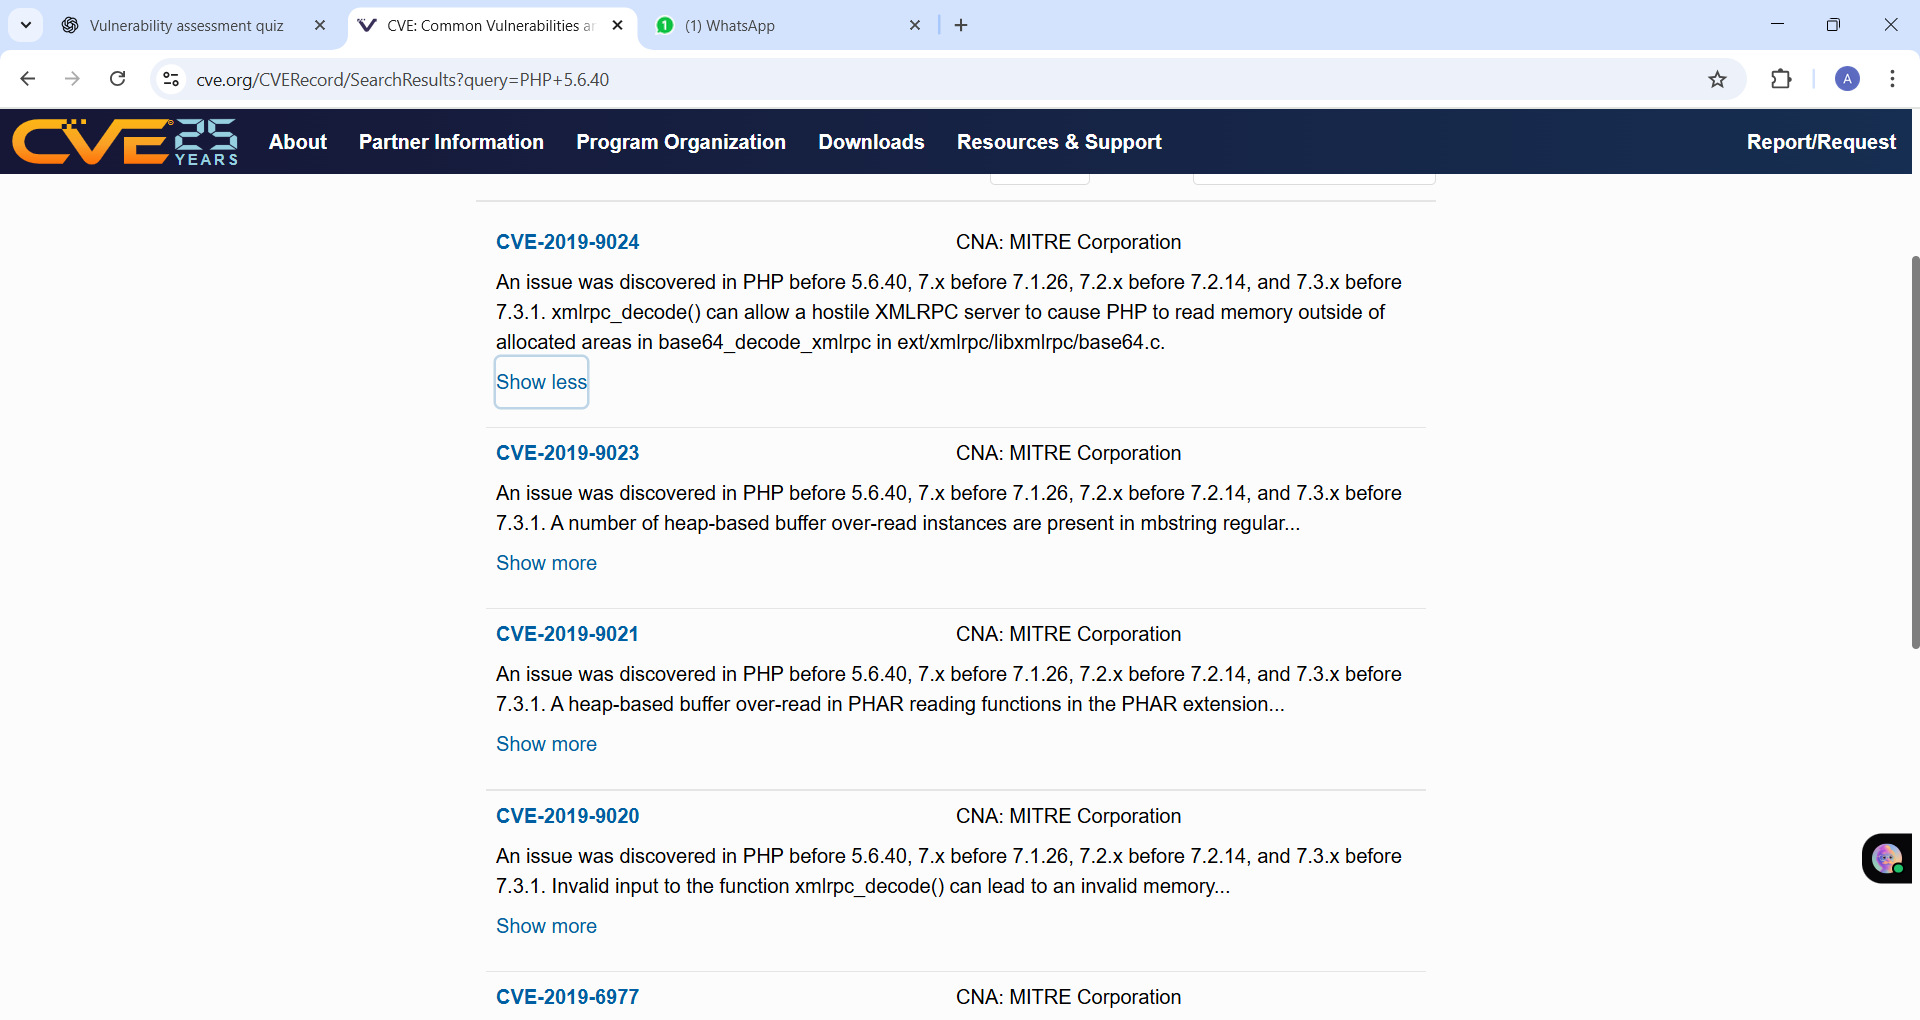 Vulnerability assessment quiz
CVE: Common Vulnerabilities ar
1 (1) WhatsApp
cve.org/CVERecord/SearchResults?query=PHP+5.6.40
A
CVE 25 YEARS
About
Partner Information
Program Organization
Downloads
Resources & Support
Report/Request
CVE-2019-9024 CNA: MITRE Corporation
An issue was discovered in PHP before 5.6.40, 7.x before 7.1.26, 7.2.x before 7.2.14, and 7.3.x before
7.3.1. xmlrpc_decode() can allow a hostile XMLRPC server to cause PHP to read memory outside of
allocated areas in base64_decode_xmlrpc in ext/xmlrpc/libxmlrpc/base64.c.
Show less
CVE-2019-9023 CNA: MITRE Corporation
An issue was discovered in PHP before 5.6.40, 7.x before 7.1.26, 7.2.x before 7.2.14, and 7.3.x before
7.3.1. A number of heap-based buffer over-read instances are present in mbstring regular...
Show more
CVE-2019-9021 CNA: MITRE Corporation
An issue was discovered in PHP before 5.6.40, 7.x before 7.1.26, 7.2.x before 7.2.14, and 7.3.x before
7.3.1. A heap-based buffer over-read in PHAR reading functions in the PHAR extension...
Show more
CVE-2019-9020 CNA: MITRE Corporation
An issue was discovered in PHP before 5.6.40, 7.x before 7.1.26, 7.2.x before 7.2.14, and 7.3.x before
7.3.1. Invalid input to the function xmlrpc_decode() can lead to an invalid memory...
Show more
CVE-2019-6977 CNA: MITRE Corporation